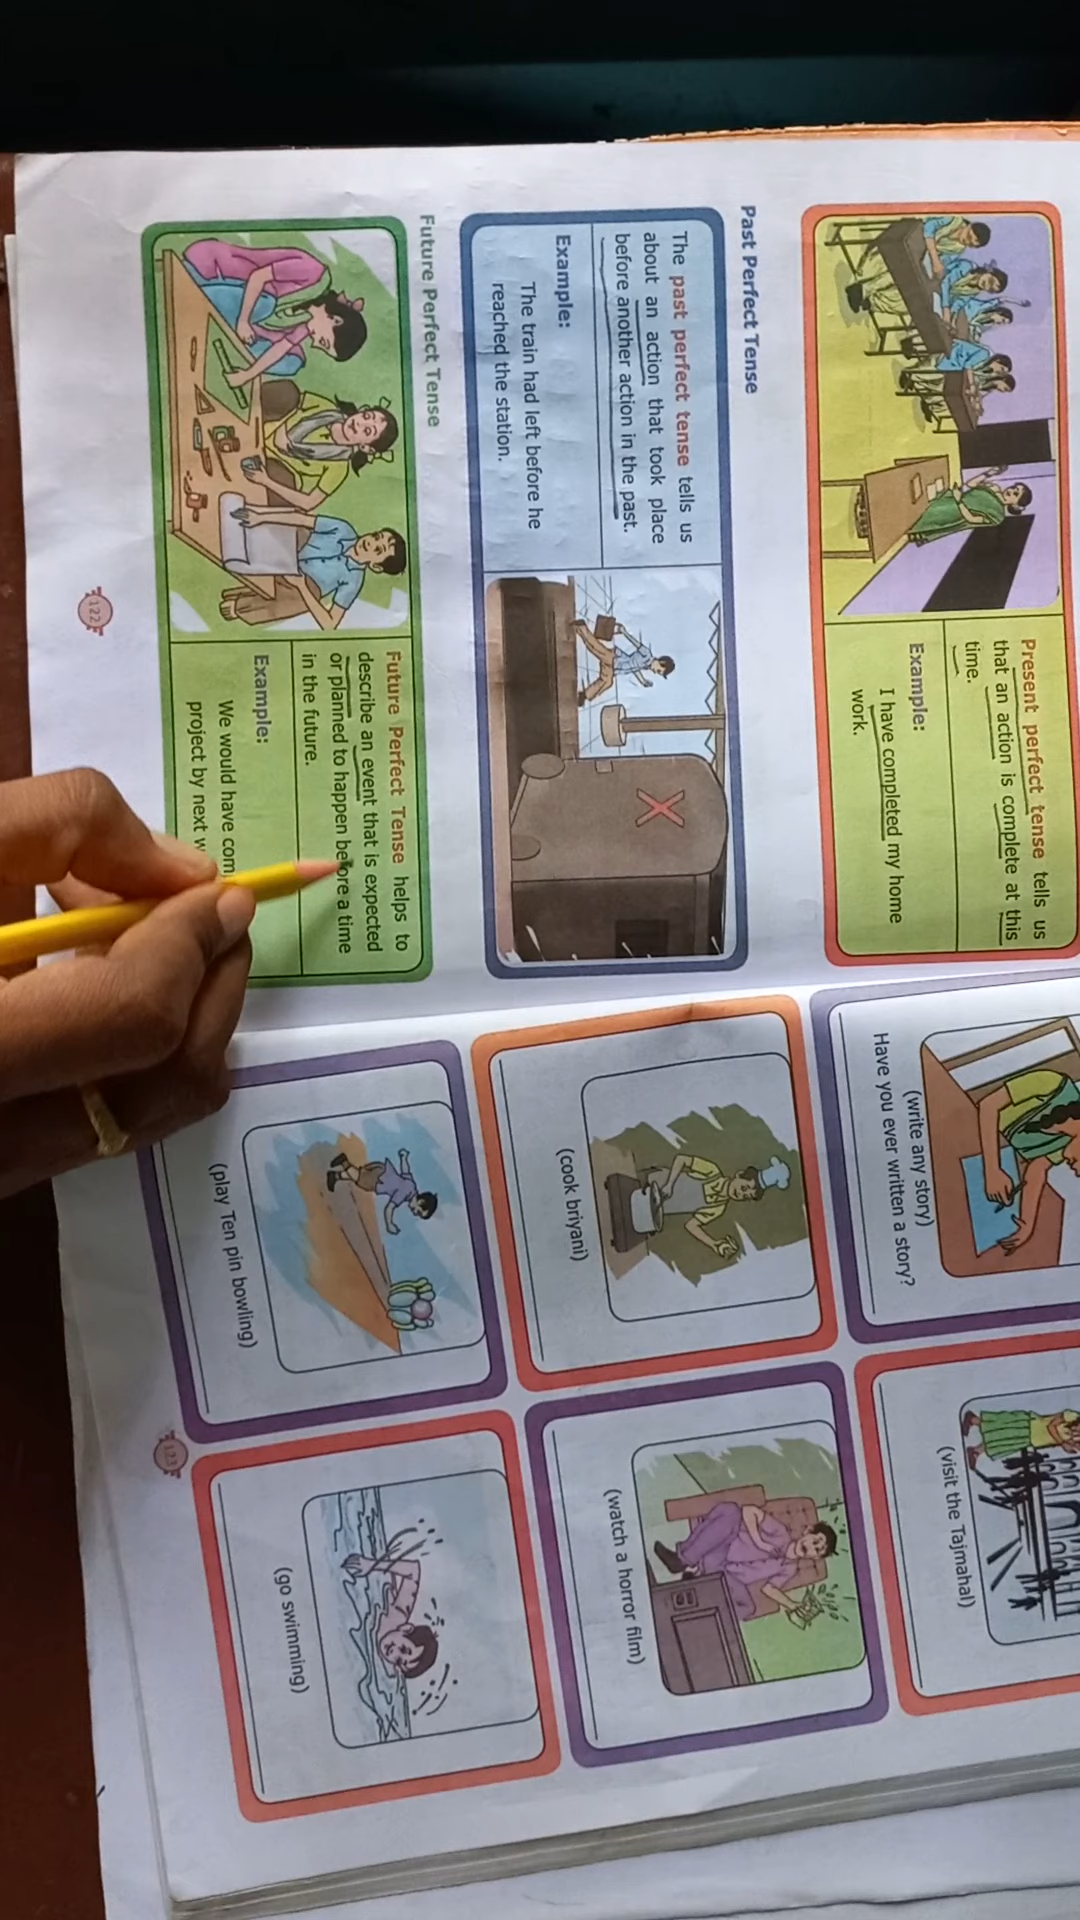 Present perfect tense tells us
that an action is complete at this
time.
Example:
I have completed my home
work.
Past Perfect Tense
The past perfect tense tells us
about an action that took place
before another action in the past.
Example:
The train had left before he
reached the station.
Future Perfect Tense
Future Perfect Tense helps to
describe an event that is expected
or planned to happen before a time
in the future.
Example:
We would have
project by next
122
(write any story)
Have you ever written a story?
(visit the Tajmahal)
(cook briyani)
(watch a horror film)
(play Ten pin bowling)
(go swimming)
123